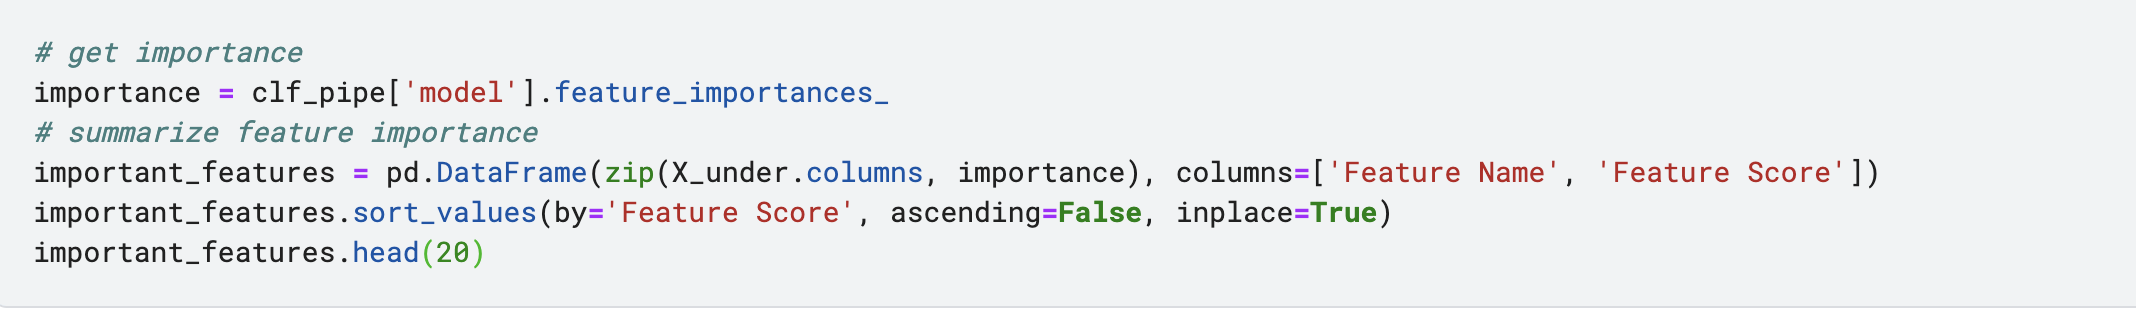 # get importance
importance = clf_pipe['model'].feature_importances_
# summarize feature importance
important_features = pd.DataFrame(zip(X_under.columns, importance), columns=['Feature Name', 'Feature Score'])
important_features.sort_values(by='Feature Score', ascending=False, inplace=True)
important_features.head(20)